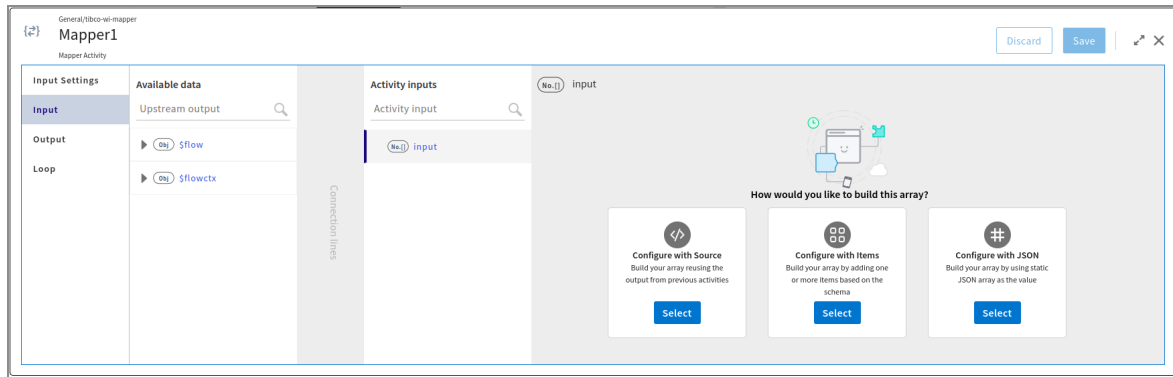 General/tibco-wi-mapper
Mapper1
Mapper Activity
Discard
Save
Input Settings
Input
Output
Loop
Available data
Upstream output
Obj $flow
Obj $flowctx
Connection lines
Activity inputs
Activity input
No.[] input
No.[] input
How would you like to build this array?
Configure with Source
Build your array reusing the
output from previous activities
Select
Configure with Items
Build your array by adding one
or more items based on the
schema
Select
Configure with JSON
Build your array by using static
JSON array as the value
Select